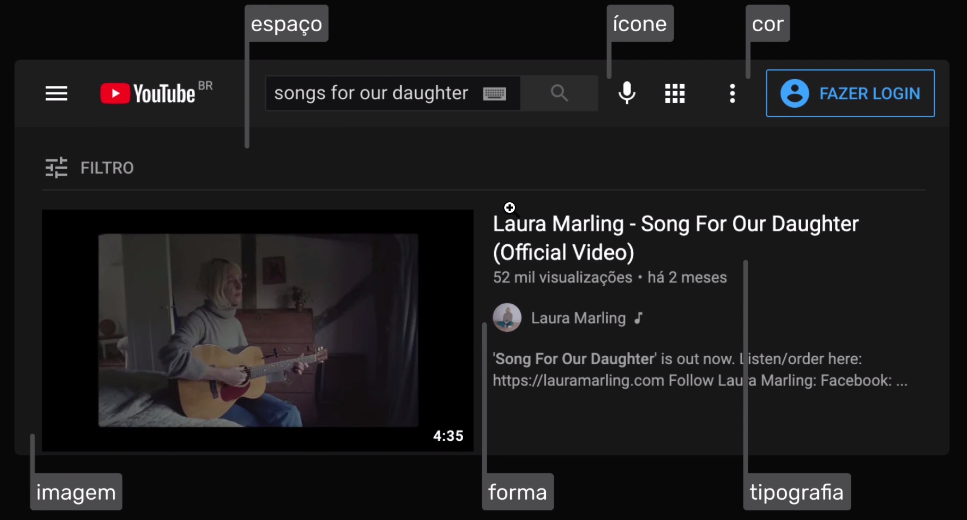 espaço
ícone
cor
YouTube BR
songs for our daughter
FAZER LOGIN
FILTRO
Laura Marling - Song For Our Daughter
(Official Video)
52 mil visualizações • há 2 meses
Laura Marling
'Song For Our Daughter' is out now. Listen/order here:
https://lauramarling.com Follow Laura Marling: Facebook: ...
4:35
imagem
forma
tipografia